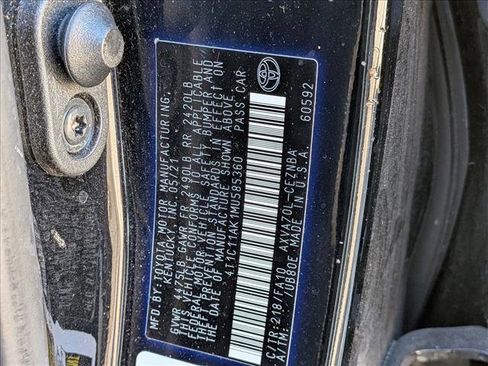 MFD. BY:TOYOTA MOTOR MANUFACTURING,
KENTUCKY, INC. 05/21
GVWR 4475LB GAWR FR 2490LB RR 2420LB
THIS VEHICLE CONFORMS TO ALL APPLICABLE
FEDERAL MOTOR VEHICLE SAFETY BUMPER, AND
THEFT PREVENTION STANDARDS IN EFFECT ON
THE DATE OF MANUFACTURE SHOWN ABOVE.
4T1C11AK1MU585360 PASS.CAR
60592
C/TR:218/FA10 AXVA70L-CEZNBA
A/TM: /UB80E MADE IN U.S.A.